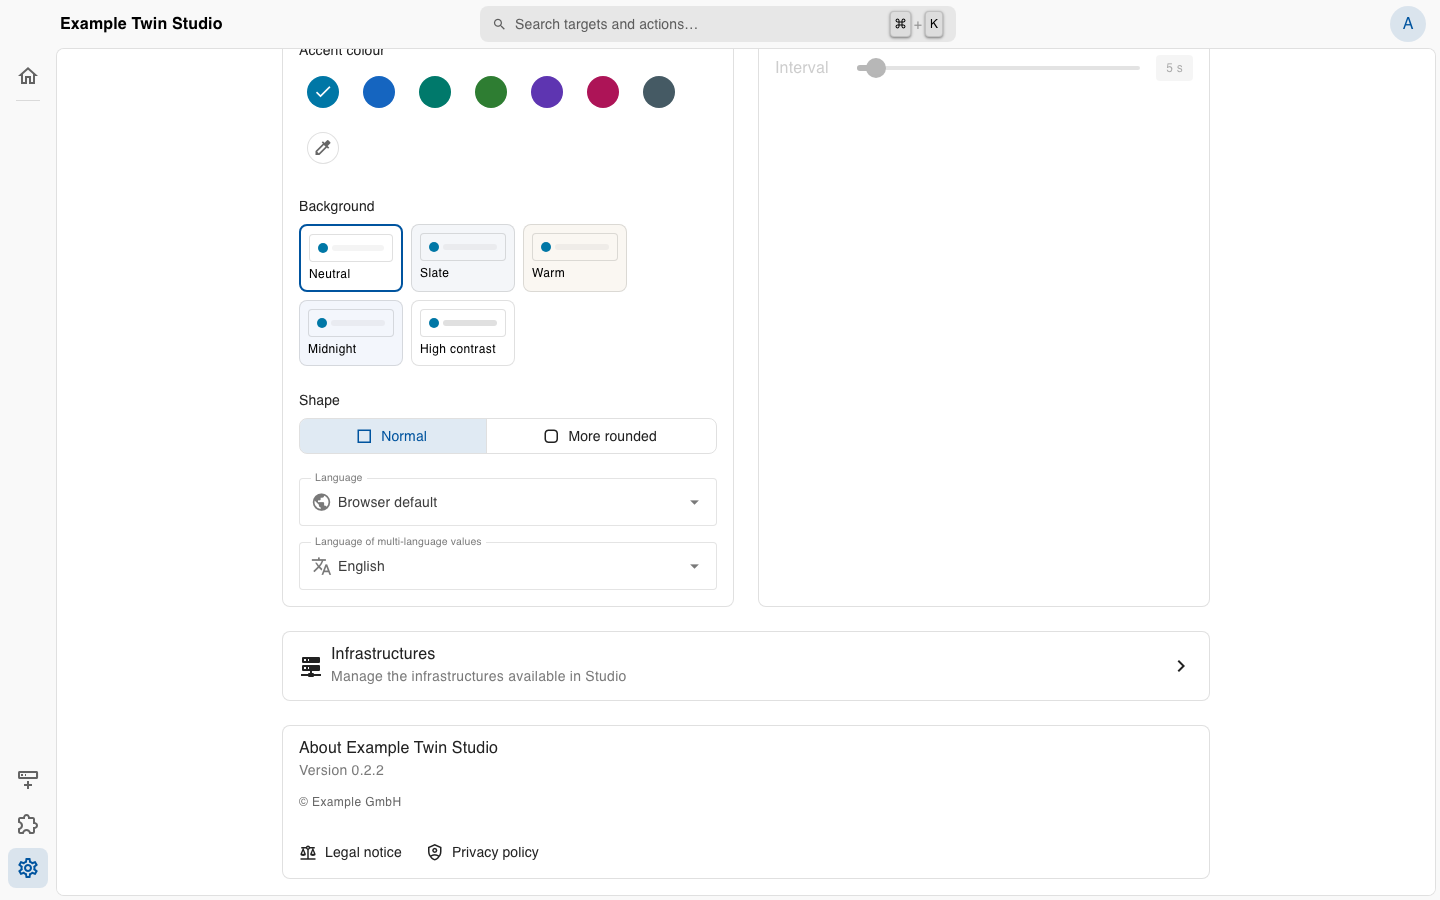 Example Twin Studio
Search targets and actions…
⌘ + K
A
Accent colour
Interval
5 s
Background
Neutral
Slate
Warm
Midnight
High contrast
Shape
Normal
More rounded
Language
Browser default
Language of multi-language values
English
Infrastructures
Manage the infrastructures available in Studio
About Example Twin Studio
Version 0.2.2
© Example GmbH
Legal notice
Privacy policy